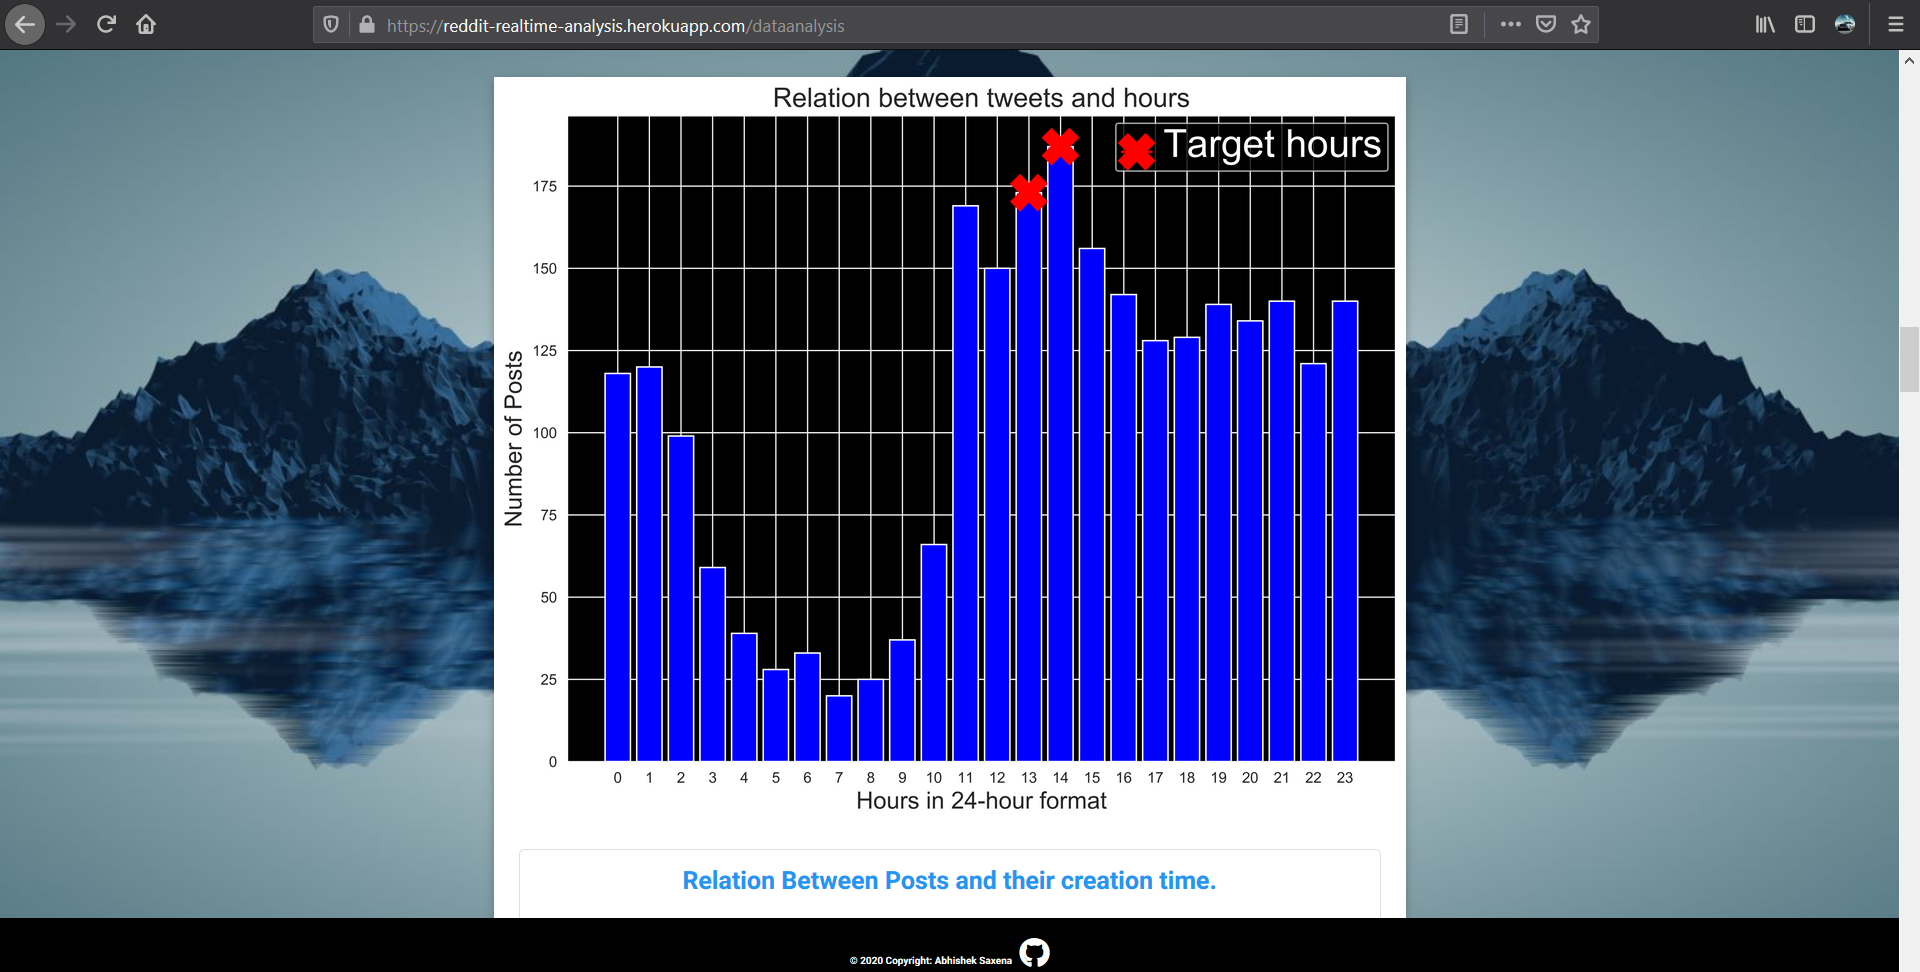 https://reddit-realtime-analysis.herokuapp.com/dataanalysis
Relation between tweets and hours
Target hours
Number of Posts
175
150
125
100
75
50
25
0
0 1 2 3 4 5 6 7 8 9 10 11 12 13 14 15 16 17 18 19 20 21 22 23
Hours in 24-hour format
Relation Between Posts and their creation time.
© 2020 Copyright: Abhishek Saxena